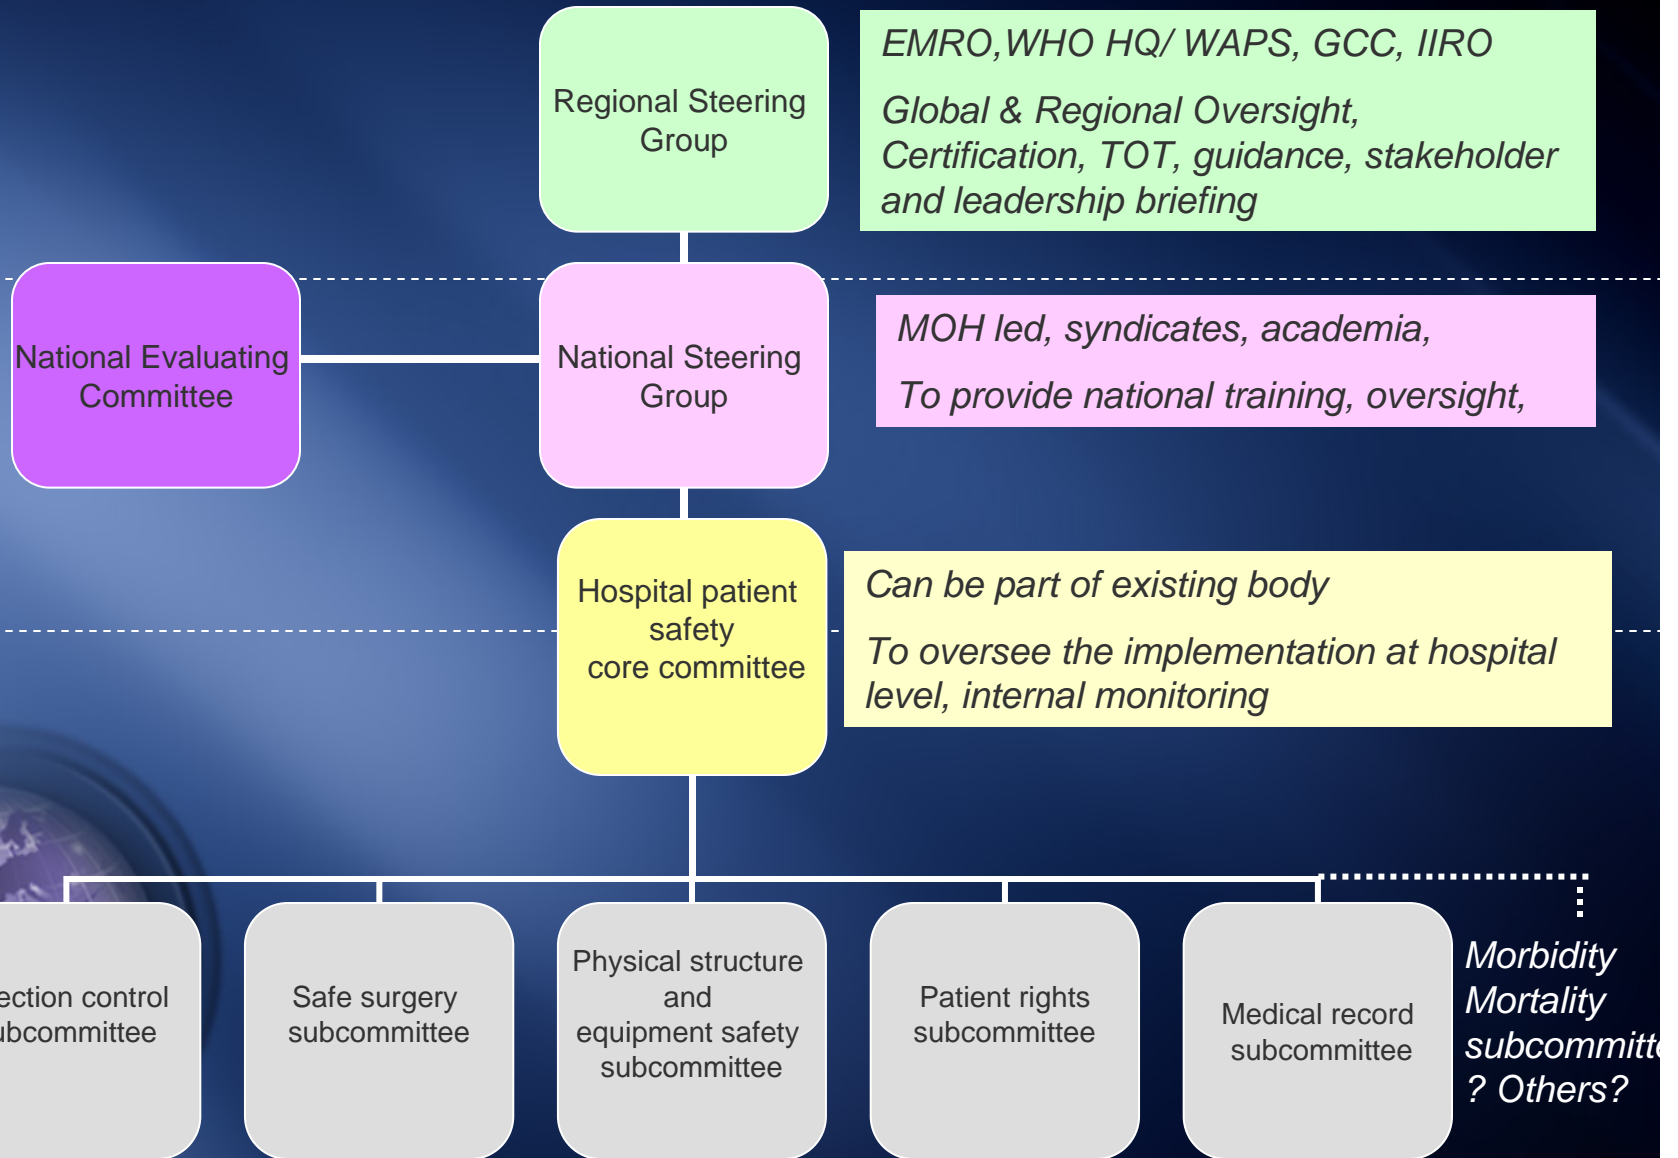 Regional Steering
Group
EMRO,WHO HQ/ WAPS, GCC, IIRO
Global & Regional Oversight,
Certification, TOT, guidance, stakeholder
and leadership briefing
National Evaluating
Committee
National Steering
Group
MOH led, syndicates, academia,
To provide national training, oversight,
Hospital patient
safety
core committee
Can be part of existing body
To oversee the implementation at hospital
level, internal monitoring
control
Safe surgery
subcommittee
Physical structure
and
equipment safety
subcommittee
Patient rights
subcommittee
Medical record
subcommittee
Morbidity
Mortality
? Others?